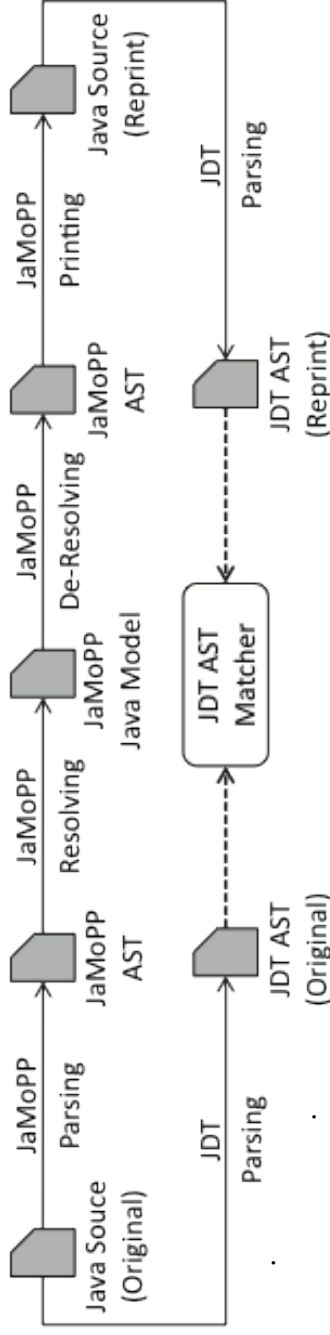 Java Souce
(Original)
JaMoPP
Parsing
JaMoPP
AST
JaMoPP
Resolving
JaMoPP
Java Model
JaMoPP
De-Resolving
JaMoPP
AST
JaMoPP
Printing
Java Source
(Reprint)
JDT
Parsing
JDT AST
(Original)
JDT AST
Matcher
JDT AST
(Reprint)
JDT
Parsing